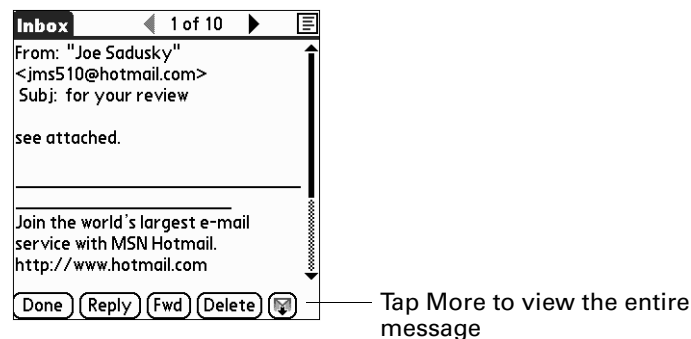 Inbox 1 of 10
From: "Joe Sadusky"
<jms510@hotmail.com>
Subj: for your review
see attached.
Join the world's largest e-mail
service with MSN Hotmail.
http://www.hotmail.com
Done Reply Fwd Delete
Tap More to view the entire
message